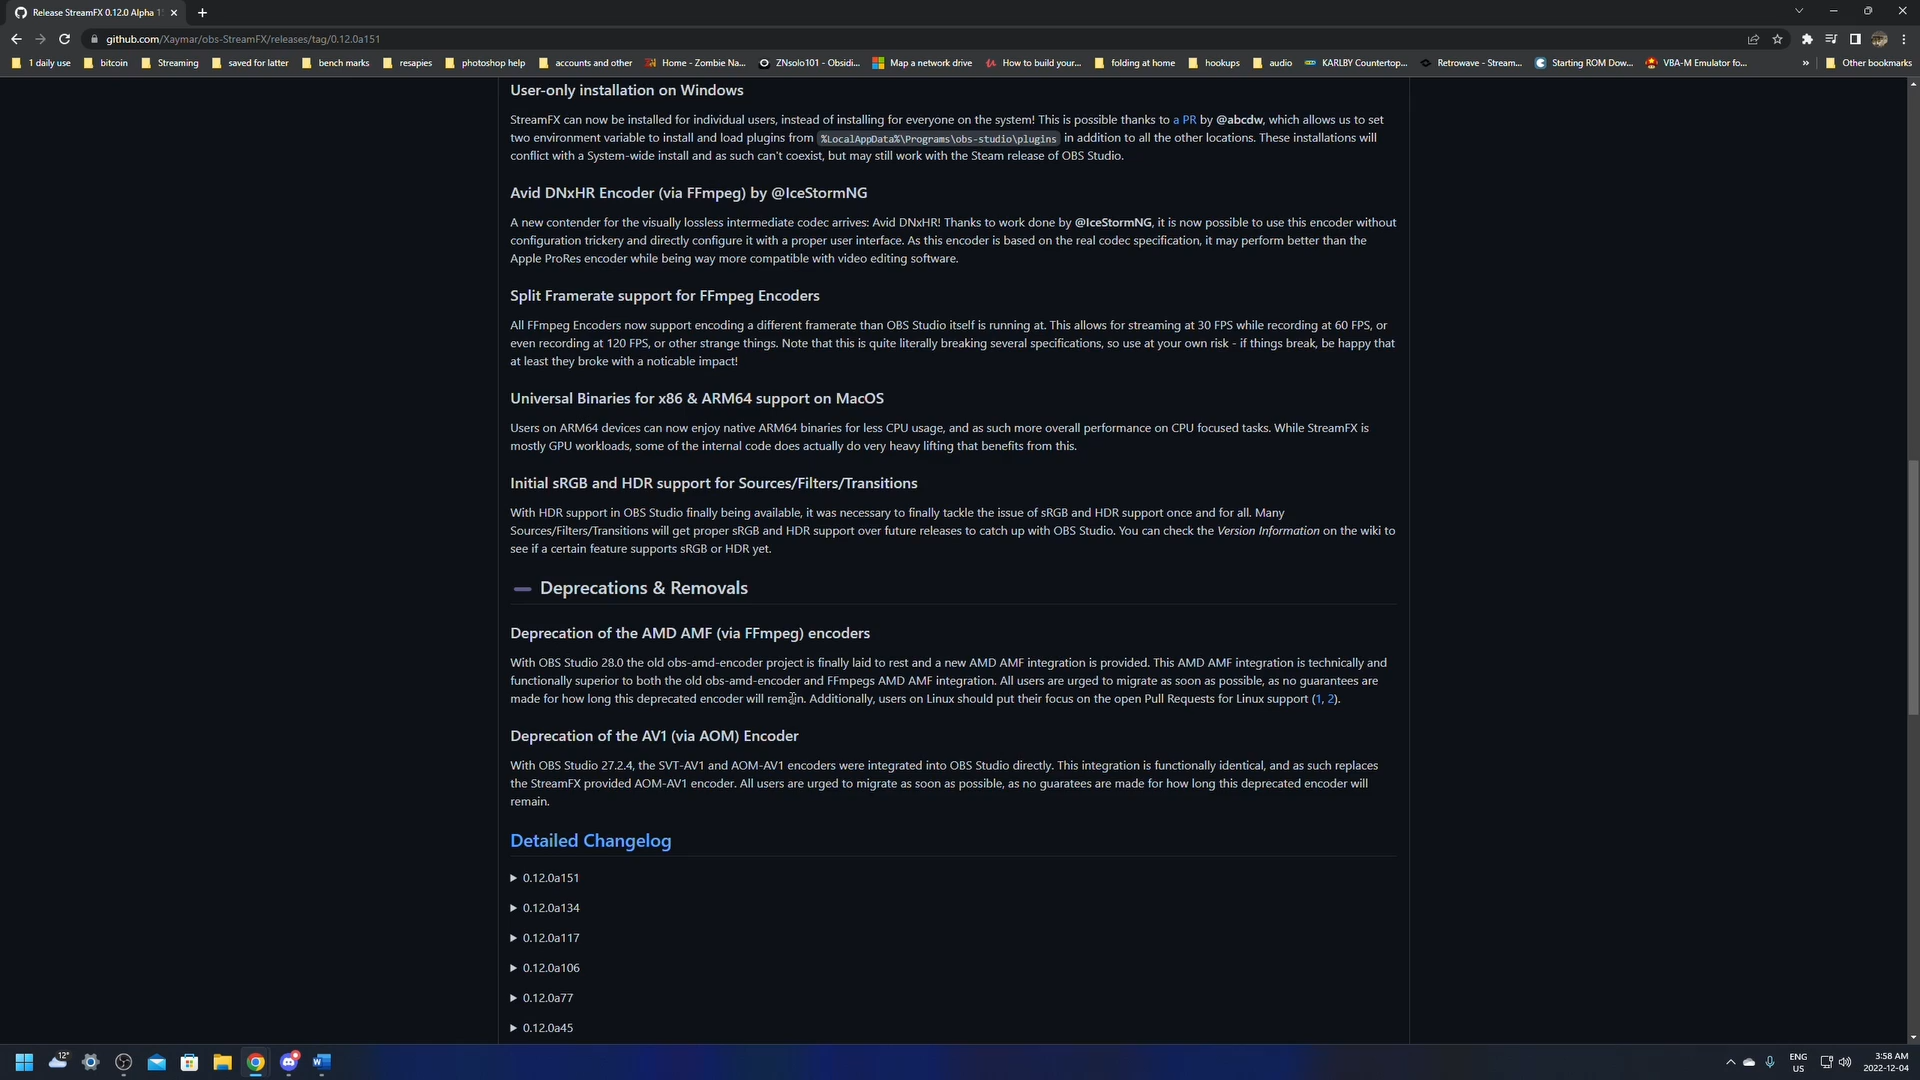 Release StreamFX 0.12.0 Alpha 1
github.com/Xaymar/obs-StreamFX/releases/tag/0.12.0a151
1 daily use
bitcoin
Streaming
saved for latter
bench marks
resapies
photoshop help
accounts and other
Home - Zombie Na...
ZNsolo101 - Obsidi...
Map a network drive
How to build your...
folding at home
hookups
audio
KARLBY Countertop...
Retrowave - Stream...
Starting ROM Dow...
VBA-M Emulator fo...
»
Other bookmarks
User-only installation on Windows
StreamFX can now be installed for individual users, instead of installing for everyone on the system! This is possible thanks to a PR by @abcdw, which allows us to set
two environment variable to install and load plugins from %LocalAppData%\Programs\obs-studio\plugins in addition to all the other locations. These installations will
conflict with a System-wide install and as such can't coexist, but may still work with the Steam release of OBS Studio.
Avid DNxHR Encoder (via FFmpeg) by @IceStormNG
A new contender for the visually lossless intermediate codec arrives: Avid DNxHR! Thanks to work done by @IceStormNG, it is now possible to use this encoder without
configuration trickery and directly configure it with a proper user interface. As this encoder is based on the real codec specification, it may perform better than the
Apple ProRes encoder while being way more compatible with video editing software.
Split Framerate support for FFmpeg Encoders
All FFmpeg Encoders now support encoding a different framerate than OBS Studio itself is running at. This allows for streaming at 30 FPS while recording at 60 FPS, or
even recording at 120 FPS, or other strange things. Note that this is quite literally breaking several specifications, so use at your own risk - if things break, be happy that
at least they broke with a noticable impact!
Universal Binaries for x86 & ARM64 support on MacOS
Users on ARM64 devices can now enjoy native ARM64 binaries for less CPU usage, and as such more overall performance on CPU focused tasks. While StreamFX is
mostly GPU workloads, some of the internal code does actually do very heavy lifting that benefits from this.
Initial sRGB and HDR support for Sources/Filters/Transitions
With HDR support in OBS Studio finally being available, it was necessary to finally tackle the issue of sRGB and HDR support once and for all. Many
Sources/Filters/Transitions will get proper sRGB and HDR support over future releases to catch up with OBS Studio. You can check the Version Information on the wiki to
see if a certain feature supports sRGB or HDR yet.
Deprecations & Removals
Deprecation of the AMD AMF (via FFmpeg) encoders
With OBS Studio 28.0 the old obs-amd-encoder project is finally laid to rest and a new AMD AMF integration is provided. This AMD AMF integration is technically and
functionally superior to both the old obs-amd-encoder and FFmpegs AMD AMF integration. All users are urged to migrate as soon as possible, as no guarantees are
made for how long this deprecated encoder will remain. Additionally, users on Linux should put their focus on the open Pull Requests for Linux support (1, 2).
Deprecation of the AV1 (via AOM) Encoder
With OBS Studio 27.2.4, the SVT-AV1 and AOM-AV1 encoders were integrated into OBS Studio directly. This integration is functionally identical, and as such replaces
the StreamFX provided AOM-AV1 encoder. All users are urged to migrate as soon as possible, as no guaratees are made for how long this deprecated encoder will
remain.
Detailed Changelog
0.12.0a151
0.12.0a134
0.12.0a117
0.12.0a106
0.12.0a77
0.12.0a45
12°
ENG
US
3:58 AM
2022-12-04